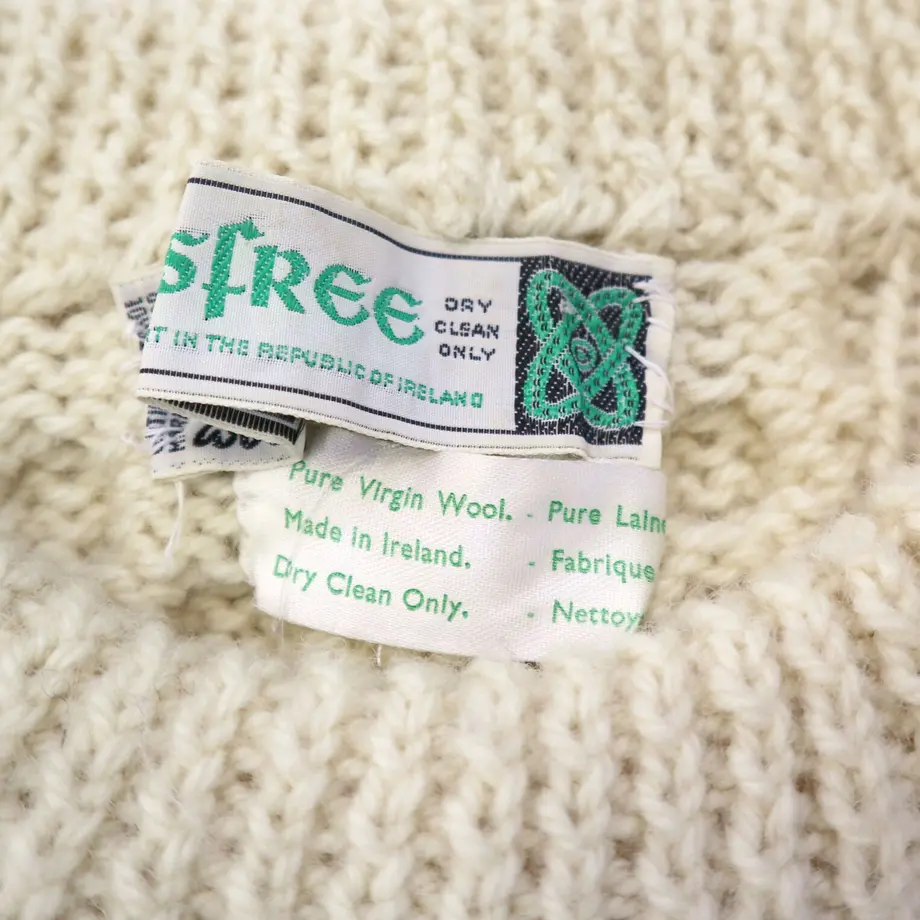 sfree
DRY
CLEAN
ONLY
T IN THE REPUBLIC OF IRELAND
Pure Virgin Wool. - Pure Laine
Made in Ireland. - Fabrique
Dry Clean Only. - Nettoy